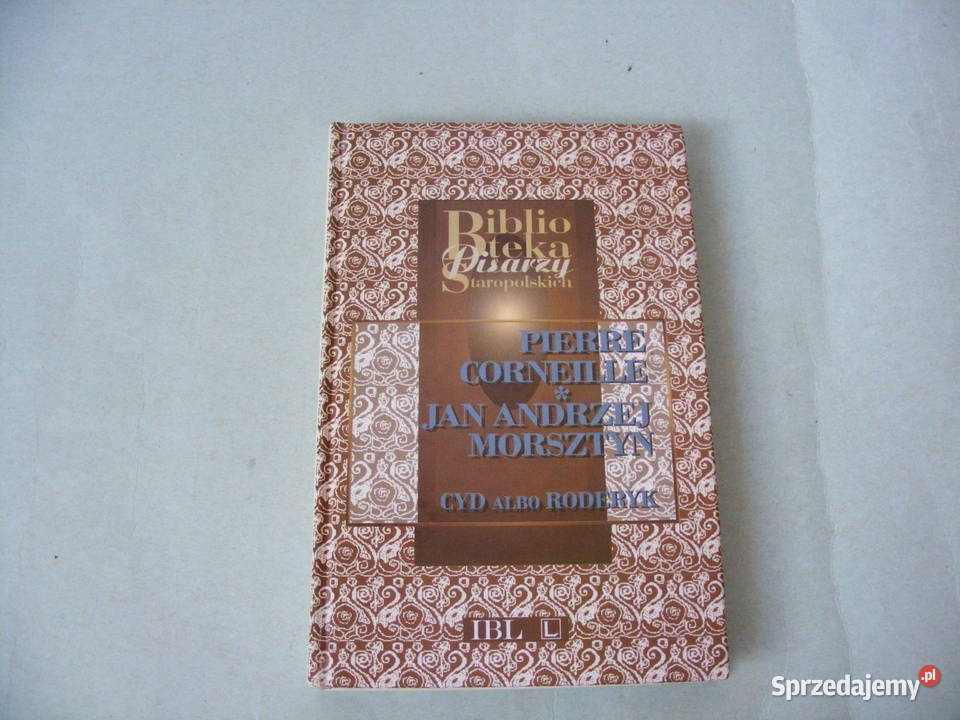 Biblio
teka
Pisarzy
Staropolskich
PIERRE
CORNEILLE
*
JAN ANDRZEJ
MORSZTYN
CYD ALBO RODERYK
IBL L
Sprzedajemy.pl